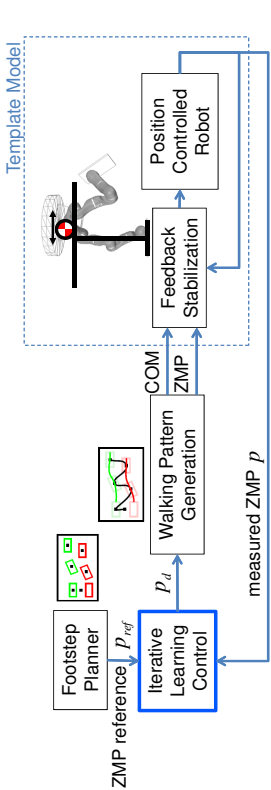 Template Model
Footstep
Planner
ZMP reference p_ref
Iterative
Learning
Control
p_d
Walking Pattern
Generation
COM
ZMP
Feedback
Stabilization
Position
Controlled
Robot
measured ZMP p